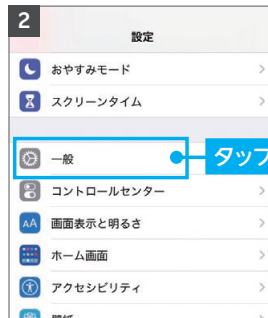 2
設定
おやすみモード
スクリーンタイム
一般
タップ
コントロールセンター
AA 画面表示と明るさ
ホーム画面
アクセシビリティ